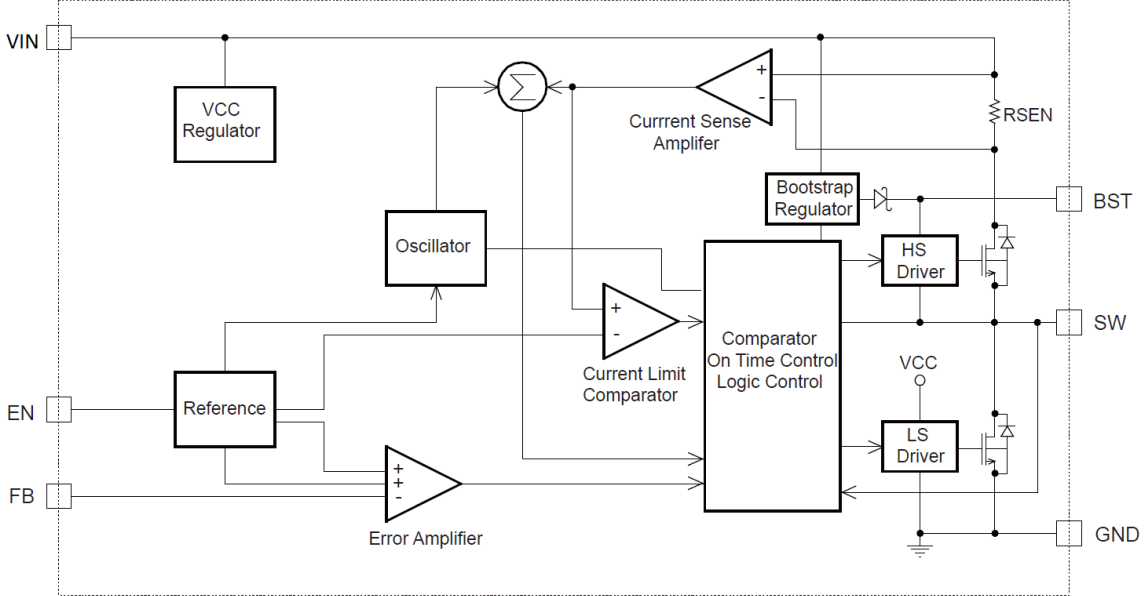 VIN
VCC
Regulator
Σ
+
-
Currrent Sense
Amplifer
RSEN
Bootstrap
Regulator
BST
Oscillator
HS
Driver
+
-
Current Limit
Comparator
Comparator
On Time Control
Logic Control
SW
VCC
EN
Reference
LS
Driver
FB
+
+
-
Error Amplifier
GND